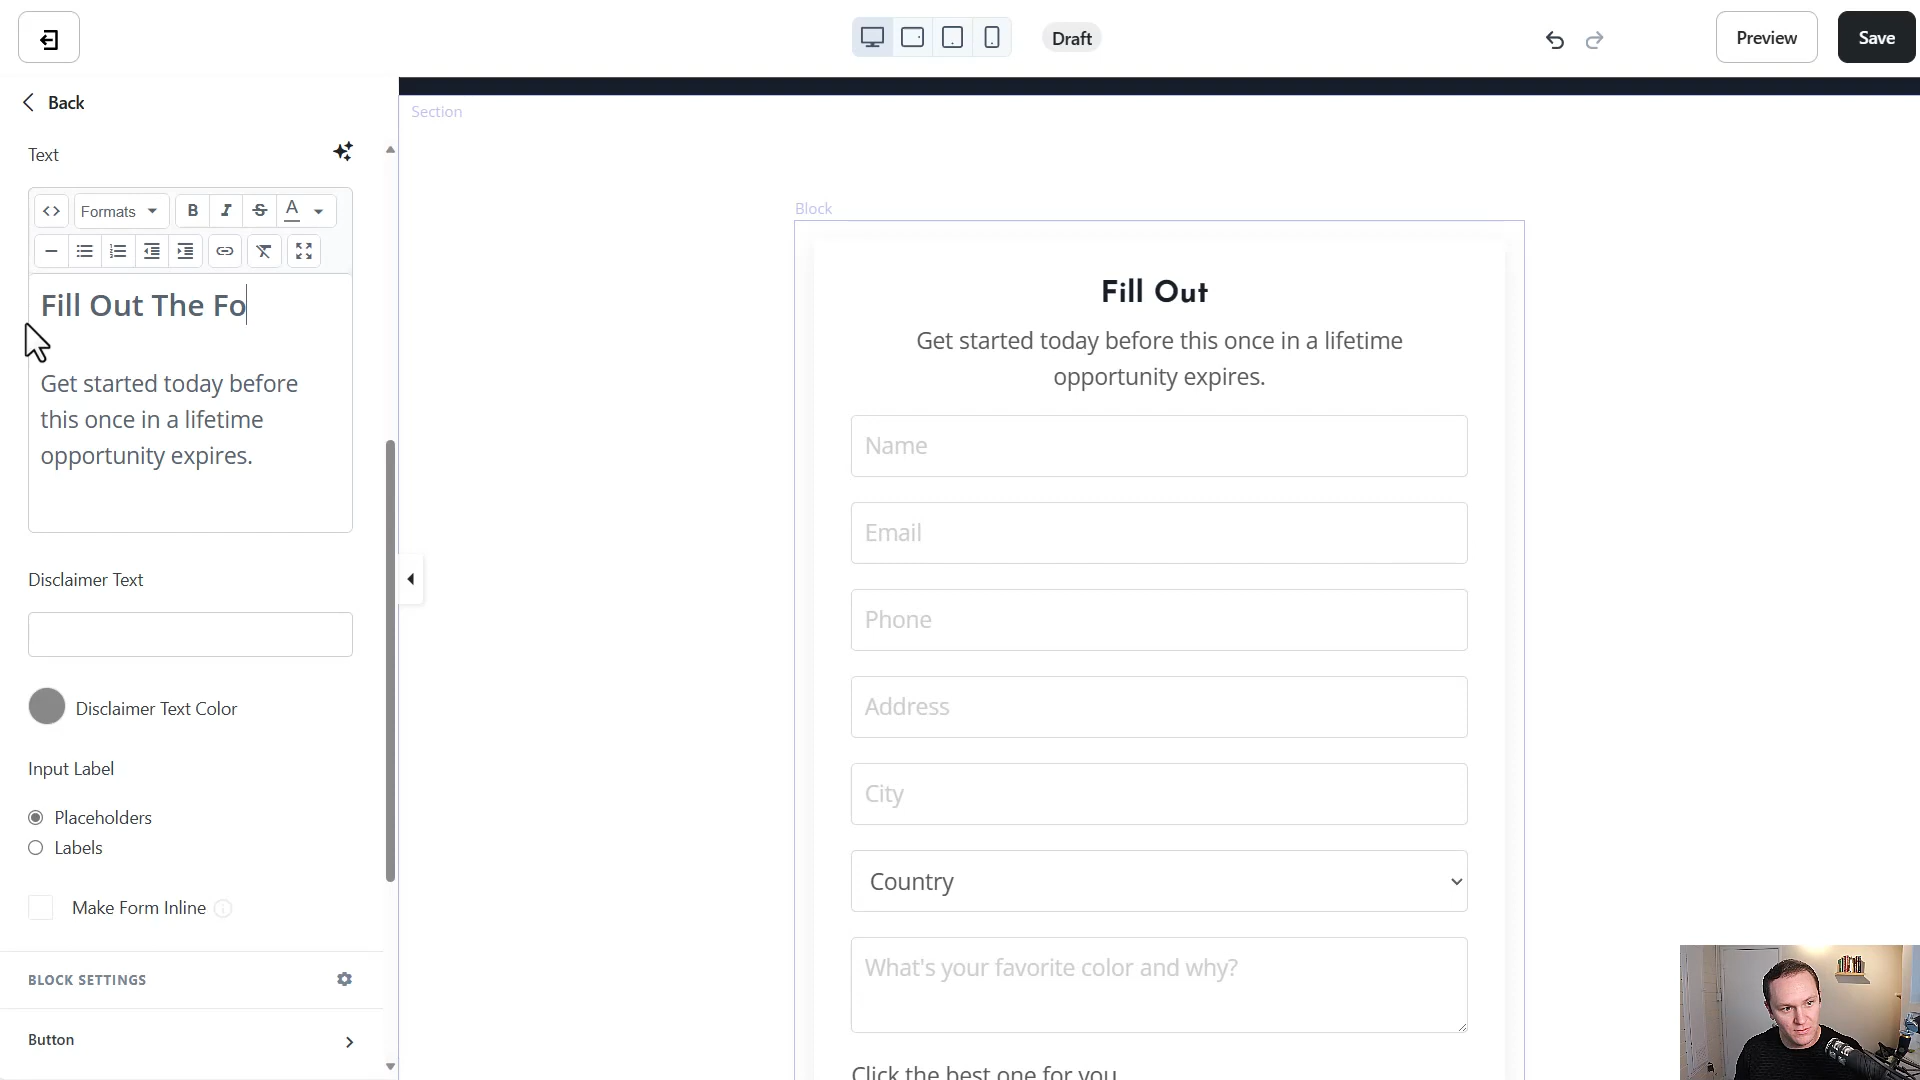 Draft
Preview
Save
Back
Text
Formats
B
I
S
A
Fill Out The Fo
Get started today before
this once in a lifetime
opportunity expires.
Disclaimer Text
Disclaimer Text Color
Input Label
Placeholders
Labels
Make Form Inline
BLOCK SETTINGS
Button
Section
Block
Fill Out
Get started today before this once in a lifetime
opportunity expires.
Name
Email
Phone
Address
City
Country
What's your favorite color and why?
Click the best one for you